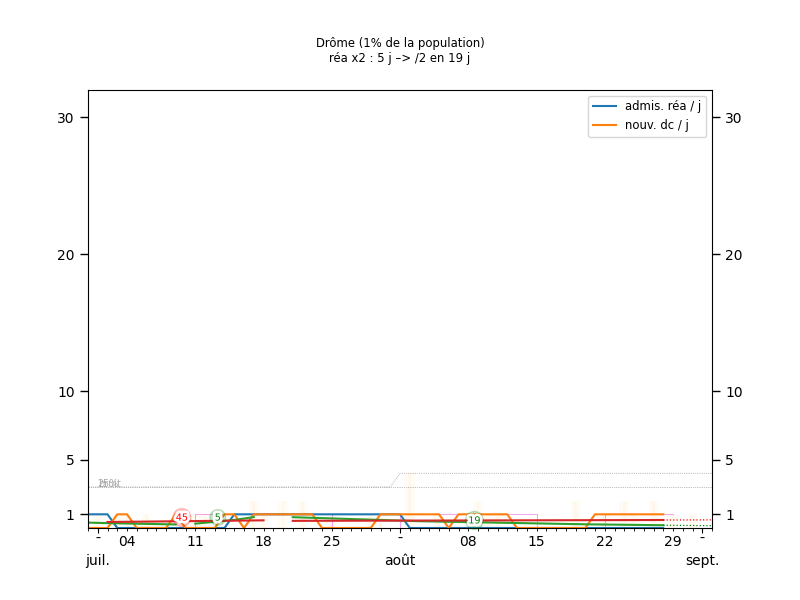 Drôme (1% de la population)
réa x2 : 5 j –> /2 en 19 j
admis. réa / j
nouv. dc / j
30 30
20 20
10 10
5 5
1 1
45 5 19
- 04 11 18 25 - 08 15 22 29 -
juil. août sept.